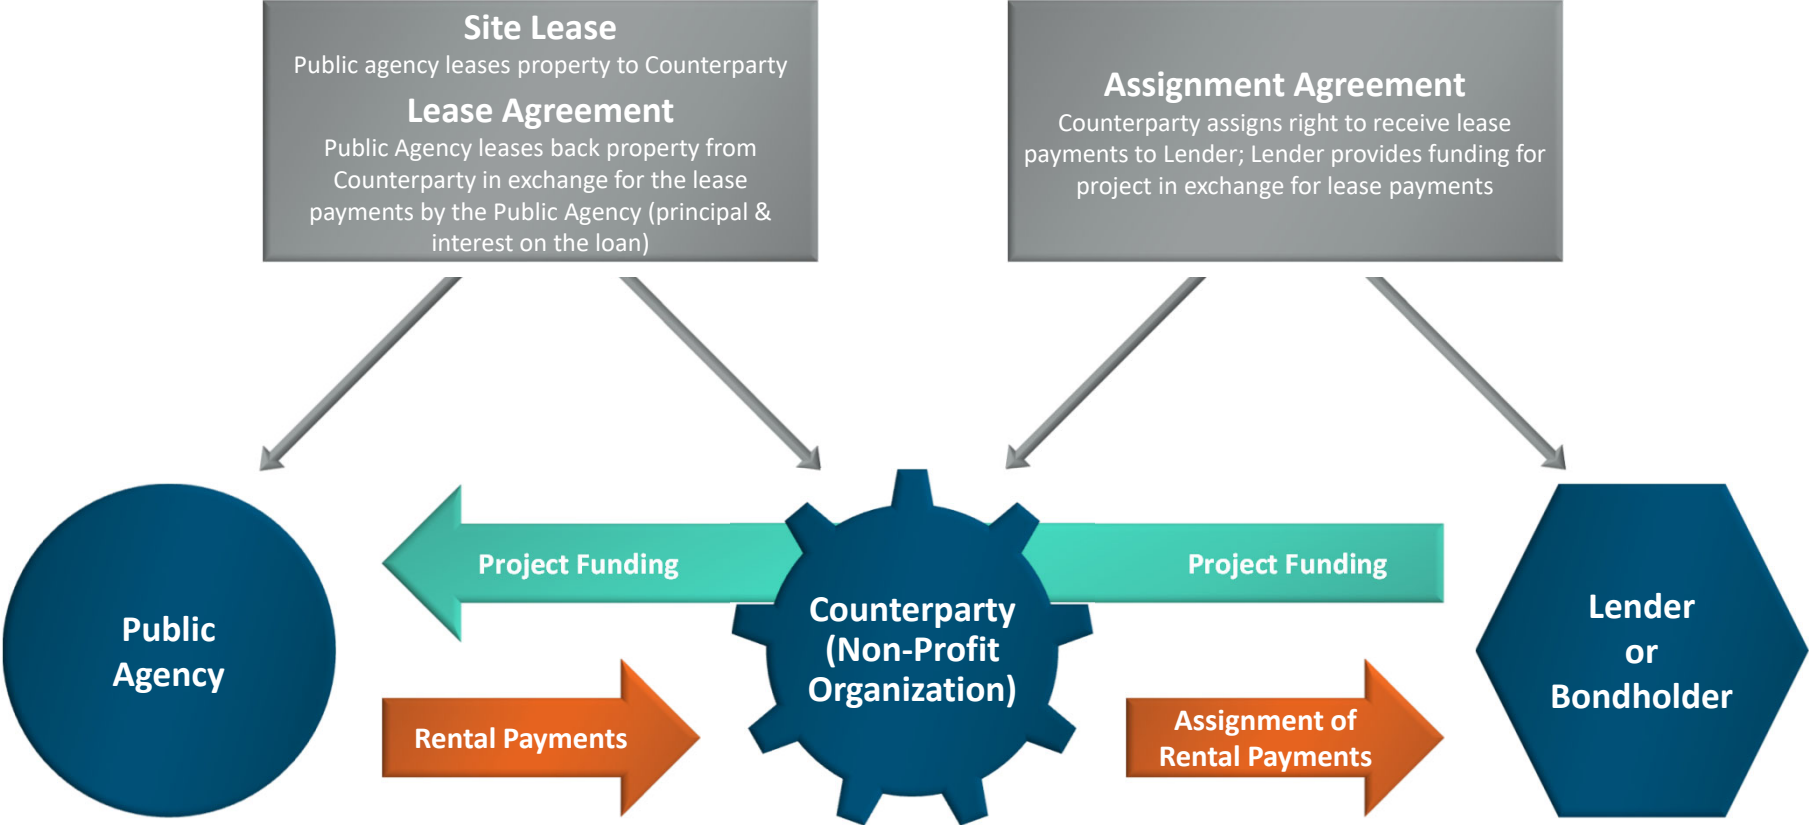 Site Lease
Public agency leases property to Counterparty
Lease Agreement
Public Agency leases back property from
Counterparty in exchange for the lease
payments by the Public Agency (principal &
interest on the loan)
Assignment Agreement
Counterparty assigns right to receive lease
payments to Lender; Lender provides funding for
project in exchange for lease payments
Project Funding
Project Funding
Public
Agency
Counterparty
(Non-Profit
Organization)
Lender
or
Bondholder
Rental Payments
Assignment of
Rental Payments